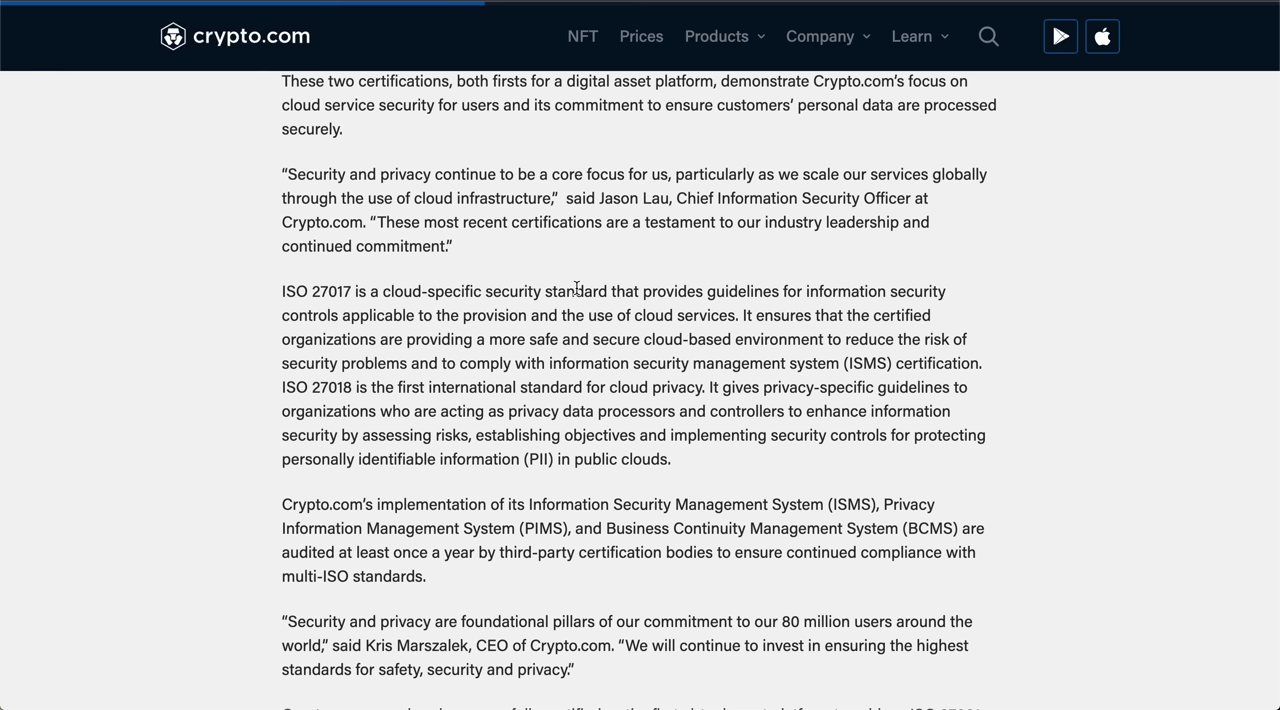 crypto.com
NFT Prices Products Company Learn
These two certifications, both firsts for a digital asset platform, demonstrate Crypto.com’s focus on
cloud service security for users and its commitment to ensure customers’ personal data are processed
securely.
“Security and privacy continue to be a core focus for us, particularly as we scale our services globally
through the use of cloud infrastructure,”  said Jason Lau, Chief Information Security Officer at
Crypto.com. “These most recent certifications are a testament to our industry leadership and
continued commitment.”
ISO 27017 is a cloud-specific security standard that provides guidelines for information security
controls applicable to the provision and the use of cloud services. It ensures that the certified
organizations are providing a more safe and secure cloud-based environment to reduce the risk of
security problems and to comply with information security management system (ISMS) certification.
ISO 27018 is the first international standard for cloud privacy. It gives privacy-specific guidelines to
organizations who are acting as privacy data processors and controllers to enhance information
security by assessing risks, establishing objectives and implementing security controls for protecting
personally identifiable information (PII) in public clouds.
Crypto.com’s implementation of its Information Security Management System (ISMS), Privacy
Information Management System (PIMS), and Business Continuity Management System (BCMS) are
audited at least once a year by third-party certification bodies to ensure continued compliance with
multi-ISO standards.
“Security and privacy are foundational pillars of our commitment to our 80 million users around the
world,” said Kris Marszalek, CEO of Crypto.com. “We will continue to invest in ensuring the highest
standards for safety, security and privacy.”